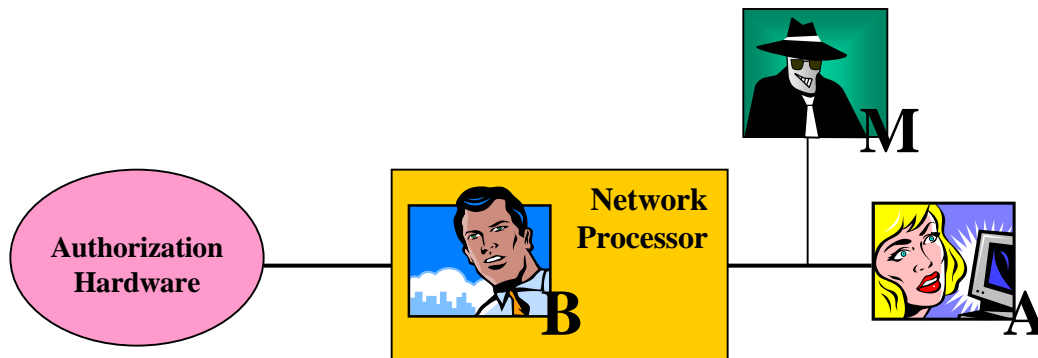 M
Network
Processor
Authorization
Hardware
B
A